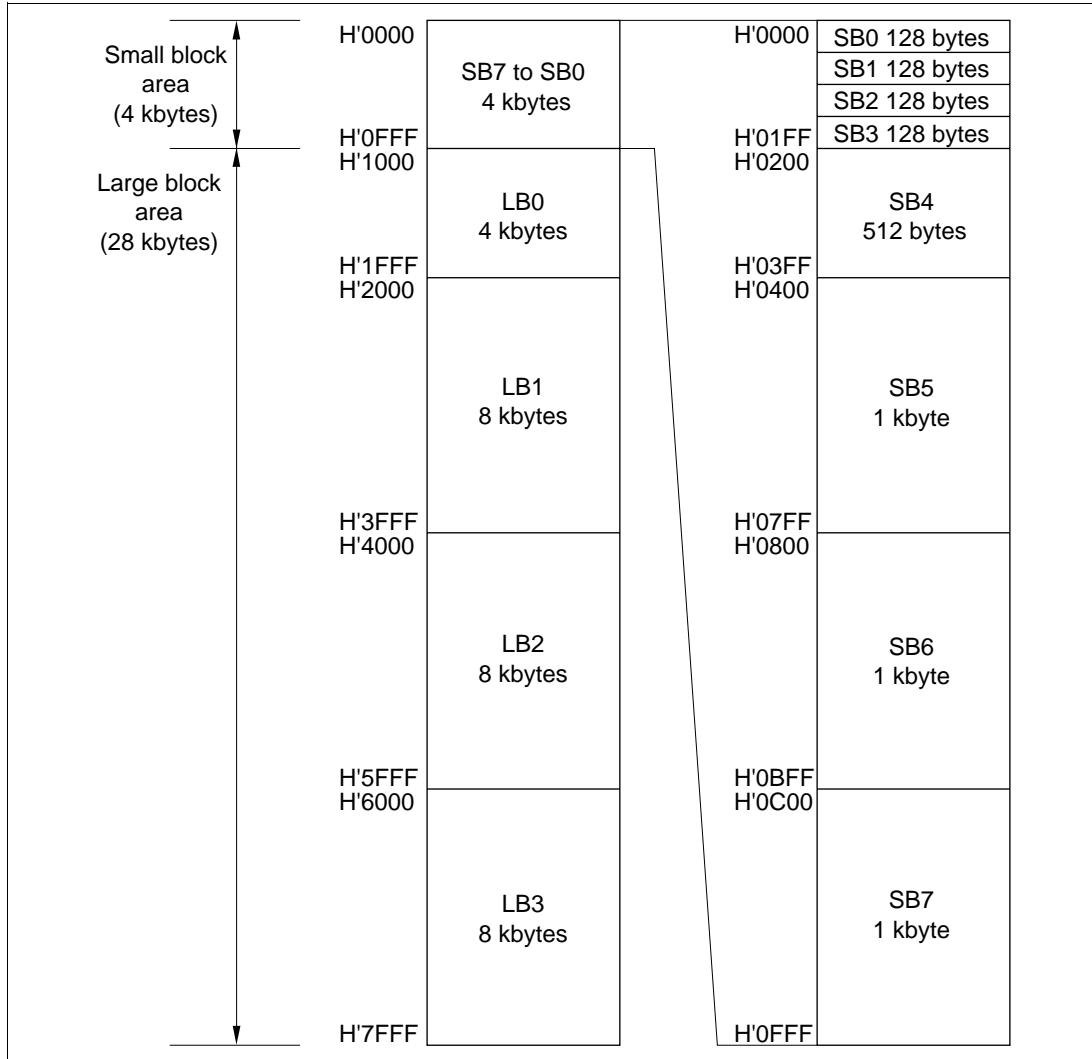 Small block
area
(4 kbytes)
Large block
area
(28 kbytes)
H'0000
SB7 to SB0
4 kbytes
H'0FFF
H'1000
LB0
4 kbytes
H'1FFF
H'2000
LB1
8 kbytes
H'3FFF
H'4000
LB2
8 kbytes
H'5FFF
H'6000
LB3
8 kbytes
H'7FFF
H'0000
SB0 128 bytes
SB1 128 bytes
SB2 128 bytes
SB3 128 bytes
H'01FF
H'0200
SB4
512 bytes
H'03FF
H'0400
SB5
1 kbyte
H'07FF
H'0800
SB6
1 kbyte
H'0BFF
H'0C00
SB7
1 kbyte
H'0FFF